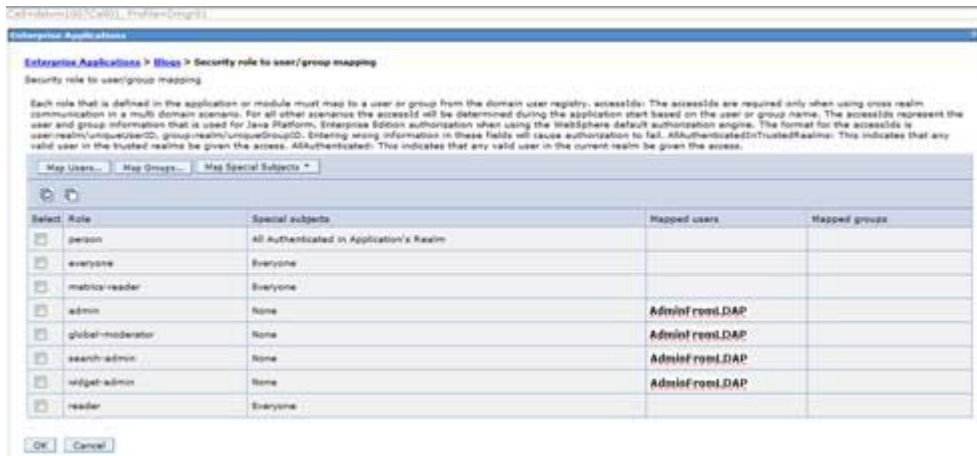 Enterprise Applications
Enterprise Applications > Blogs > Security role to user/group mapping
Security role to user/group mapping
Each role that is defined in the application or module must map to a user or group from the domain user registry. accessIds: The accessIds are required only when using cross realm
communication in a multi domain scenario. For all other scenarios the accessId will be determined during the application start based on the user or group name. The accessIds represent the
user and group information that is used for Java Platform, Enterprise Edition authorization when using the WebSphere default authorization engine. The format for the accessIds is
user:realm/uniqueUserID, group:realm/uniqueGroupID. Entering wrong information in these fields will cause authorization to fail. AllAuthenticatedInTrustedRealms: This indicates that any
valid user in the trusted realms be given the access. AllAuthenticated: This indicates that any valid user in the current realm be given the access.
Map Users... Map Groups... Map Special Subjects
Select Role Special subjects Mapped users Mapped groups
person All Authenticated in Application's Realm
everyone Everyone
metrics-reader Everyone
admin None AdminFromLDAP
global-moderator None AdminFromLDAP
search-admin None AdminFromLDAP
widget-admin None AdminFromLDAP
reader Everyone
OK Cancel